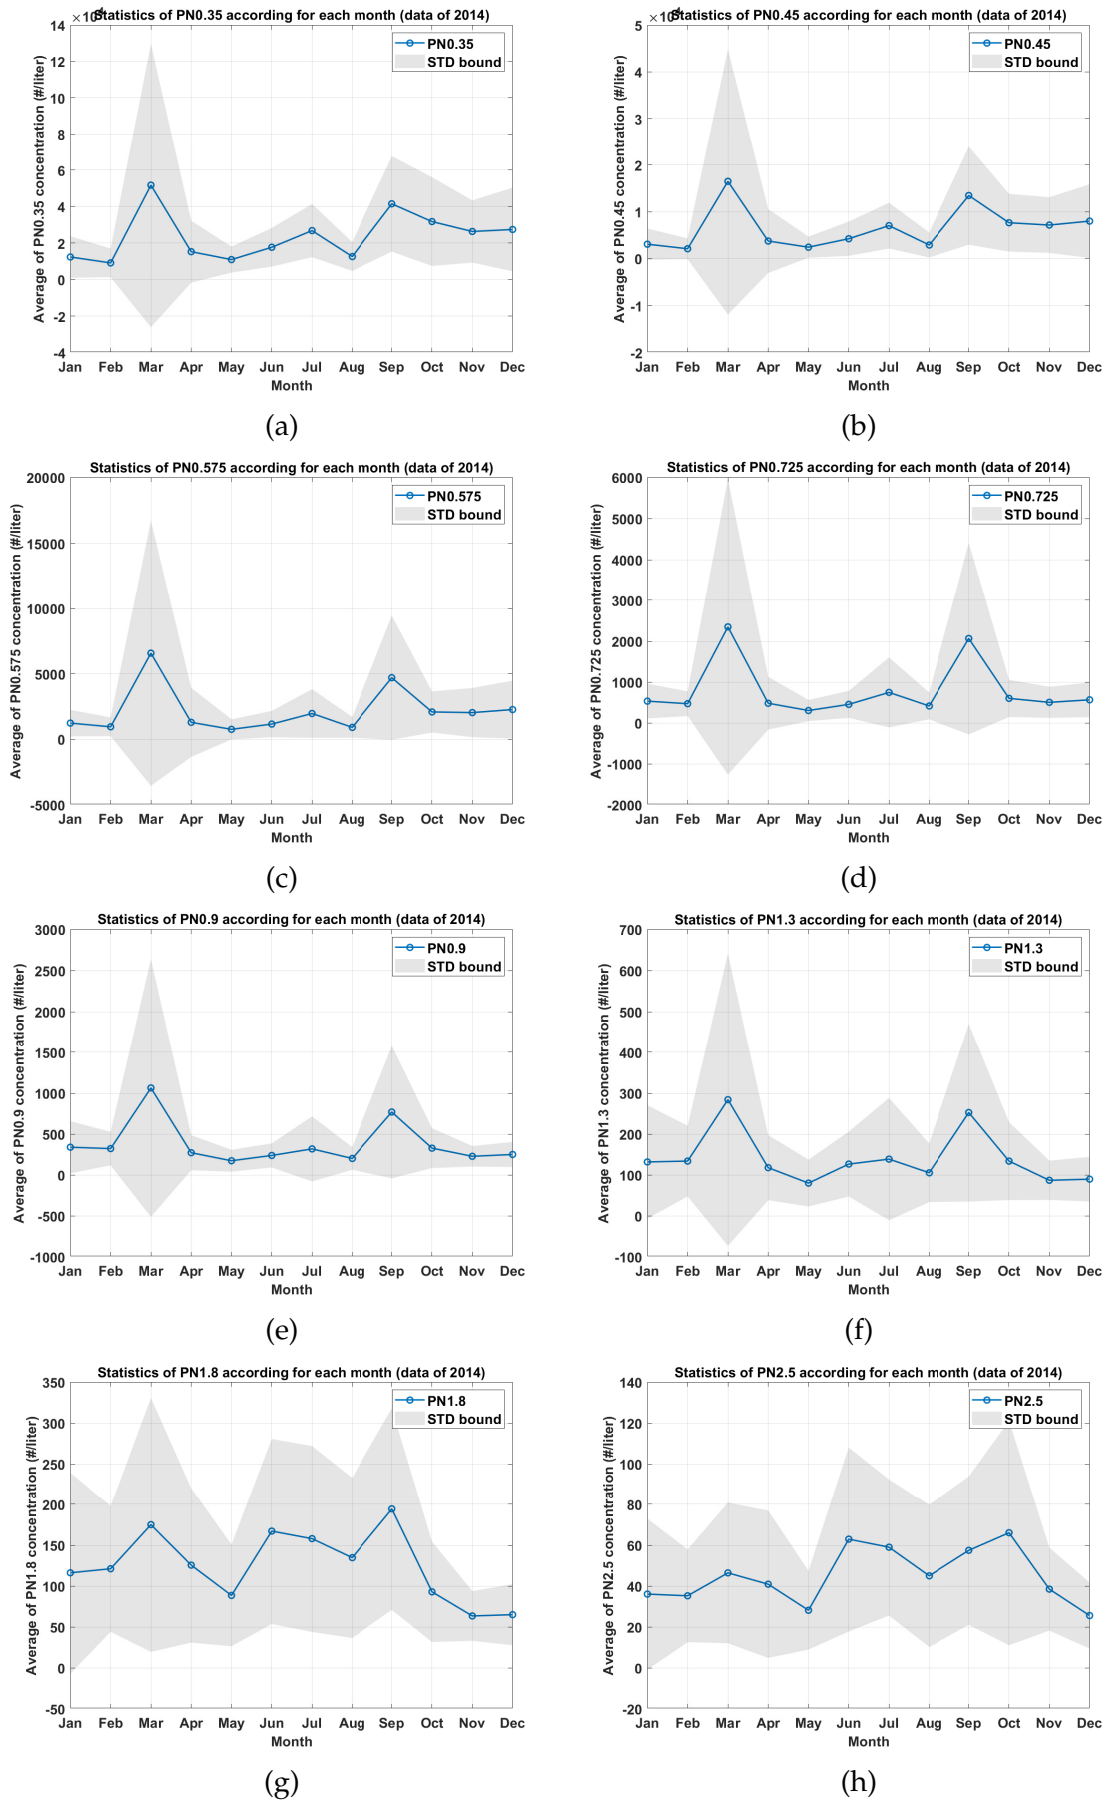 Statistics of PN0.35 according for each month (data of 2014)
×10
PN0.35
STD bound
Average of PN0.35 concentration (#/liter)
14
12
10
8
6
4
2
0
-2
-4
Jan Feb Mar Apr May Jun Jul Aug Sep Oct Nov Dec
Month
(a)
Statistics of PN0.45 according for each month (data of 2014)
×10
PN0.45
STD bound
Average of PN0.45 concentration (#/liter)
5
4
3
2
1
0
-1
-2
Jan Feb Mar Apr May Jun Jul Aug Sep Oct Nov Dec
Month
(b)
Statistics of PN0.575 according for each month (data of 2014)
PN0.575
STD bound
Average of PN0.575 concentration (#/liter)
20000
15000
10000
5000
0
-5000
Jan Feb Mar Apr May Jun Jul Aug Sep Oct Nov Dec
Month
(c)
Statistics of PN0.725 according for each month (data of 2014)
PN0.725
STD bound
Average of PN0.725 concentration (#/liter)
6000
5000
4000
3000
2000
1000
0
-1000
-2000
Jan Feb Mar Apr May Jun Jul Aug Sep Oct Nov Dec
Month
(d)
Statistics of PN0.9 according for each month (data of 2014)
PN0.9
STD bound
Average of PN0.9 concentration (#/liter)
3000
2500
2000
1500
1000
500
0
-500
-1000
Jan Feb Mar Apr May Jun Jul Aug Sep Oct Nov Dec
Month
(e)
Statistics of PN1.3 according for each month (data of 2014)
PN1.3
STD bound
Average of PN1.3 concentration (#/liter)
700
600
500
400
300
200
100
0
-100
Jan Feb Mar Apr May Jun Jul Aug Sep Oct Nov Dec
Month
(f)
Statistics of PN1.8 according for each month (data of 2014)
PN1.8
STD bound
Average of PN1.8 concentration (#/liter)
350
300
250
200
150
100
50
0
-50
Jan Feb Mar Apr May Jun Jul Aug Sep Oct Nov Dec
Month
(g)
Statistics of PN2.5 according for each month (data of 2014)
PN2.5
STD bound
Average of PN2.5 concentration (#/liter)
140
120
100
80
60
40
20
0
-20
Jan Feb Mar Apr May Jun Jul Aug Sep Oct Nov Dec
Month
(h)